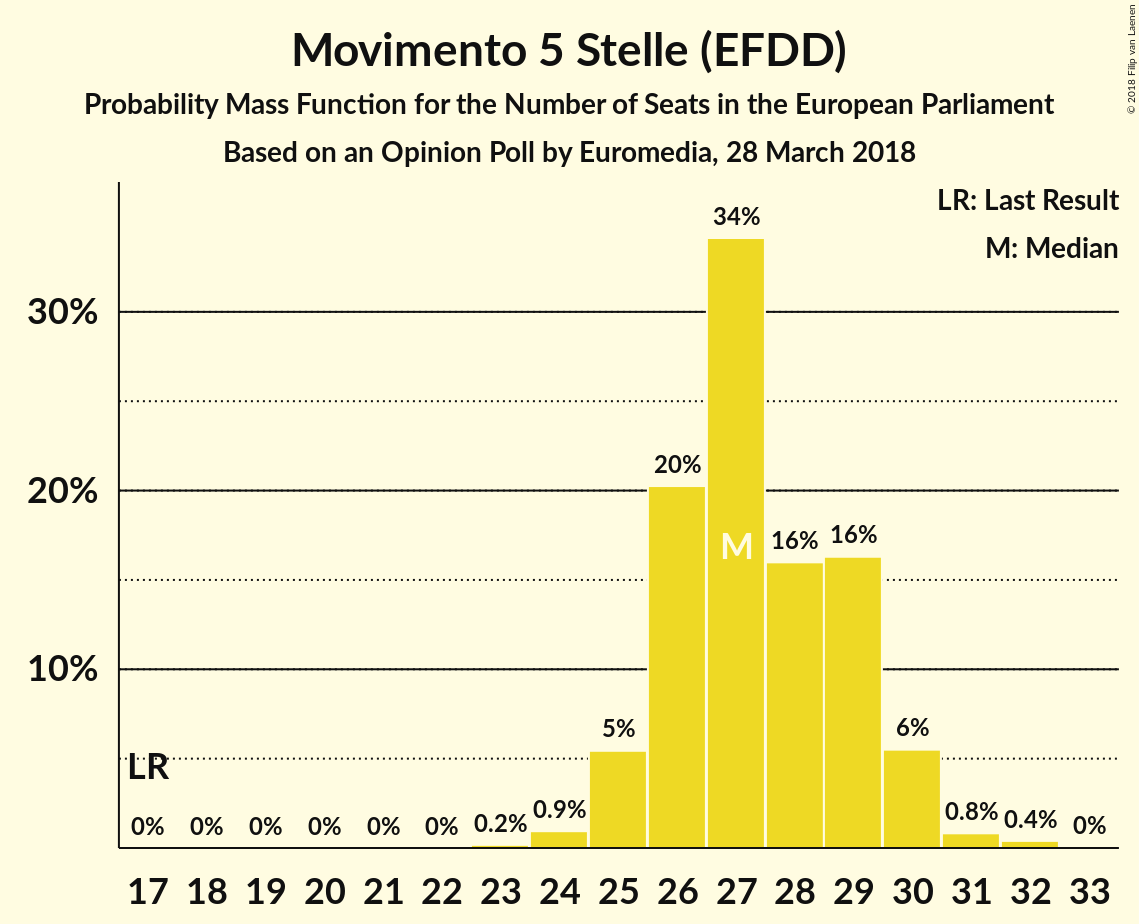 Movimento 5 Stelle (EFDD)
Probability Mass Function for the Number of Seats in the European Parliament
Based on an Opinion Poll by Euromedia, 28 March 2018
© 2018 Filip van Laenen
LR: Last Result
M: Median
34%
30%
20%
20%
M
16%
16%
10%
5%
6%
LR
0%
0%
0%
0%
0%
0%
0.2%
0.9%
0.8%
0.4%
0%
17 18 19 20 21 22 23 24 25 26 27 28 29 30 31 32 33